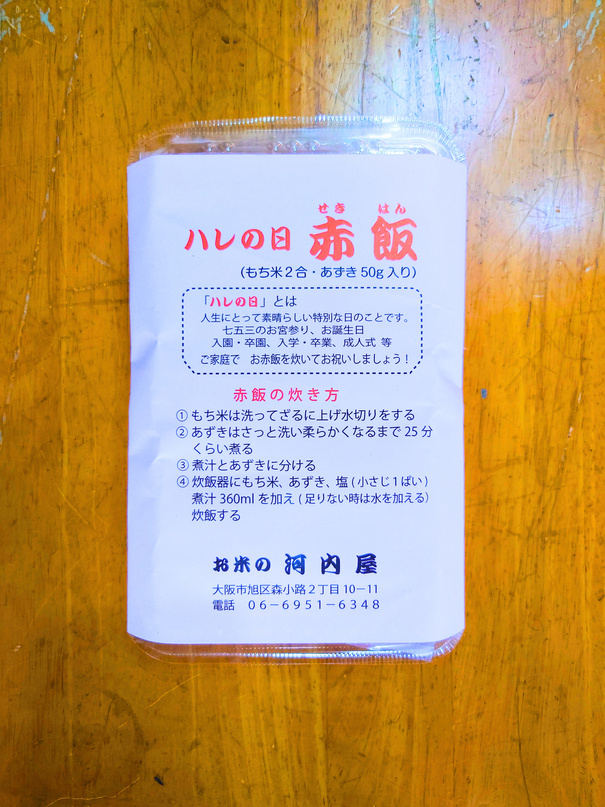 せき はん
ハレの日 赤飯
(もち米2合・あずき50g入り)
「ハレの日」とは
人生にとって素晴らしい特別な日のことです。
七五三のお宮参り、お誕生日
入園・卒園、入学・卒業、成人式 等
ご家庭で お赤飯を炊いてお祝いしましょう!
赤飯の炊き方
①もち米は洗ってざるに上げ水切りをする
②あずきはさっと洗い柔らかくなるまで25分
くらい煮る
③煮汁とあずきに分ける
④炊飯器にもち米、あずき、塩(小さじ1ぱい)
煮汁360mlを加え(足りない時は水を加える)
炊飯する
お米の 河内屋
大阪市旭区森小路2丁目10−11
電話 06−6951−6348